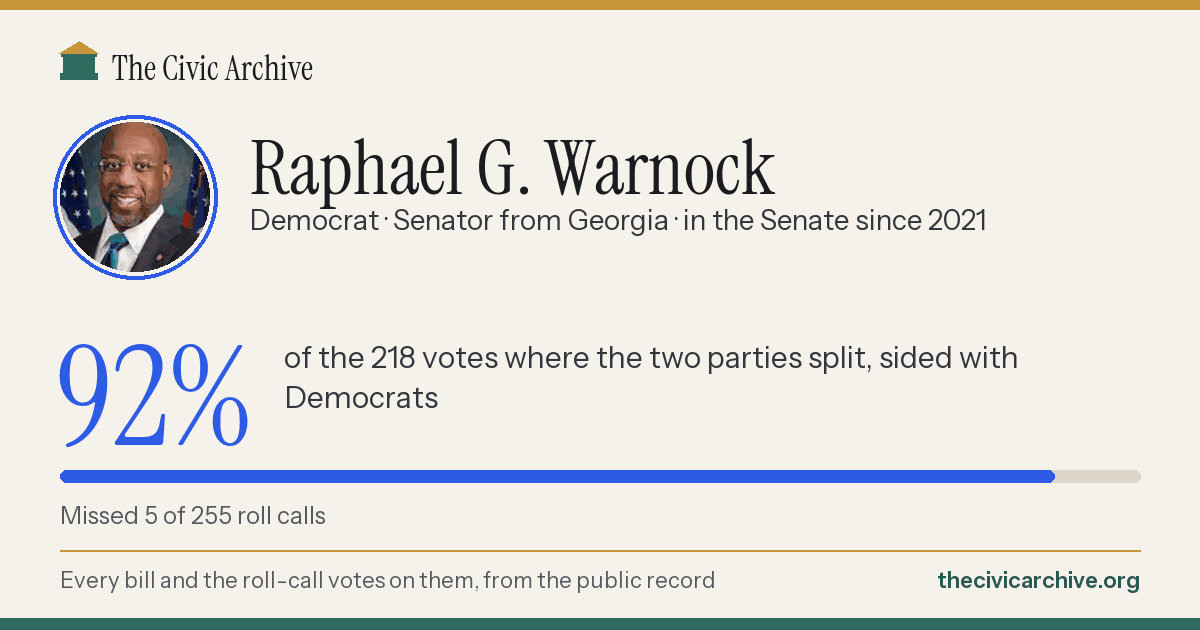 The Civic Archive
Raphael G. Warnock
Democrat · Senator from Georgia · in the Senate since 2021
92%
of the 218 votes where the two parties split, sided with
Democrats
Missed 5 of 255 roll calls
Every bill and the roll-call votes on them, from the public record
thecivicarchive.org